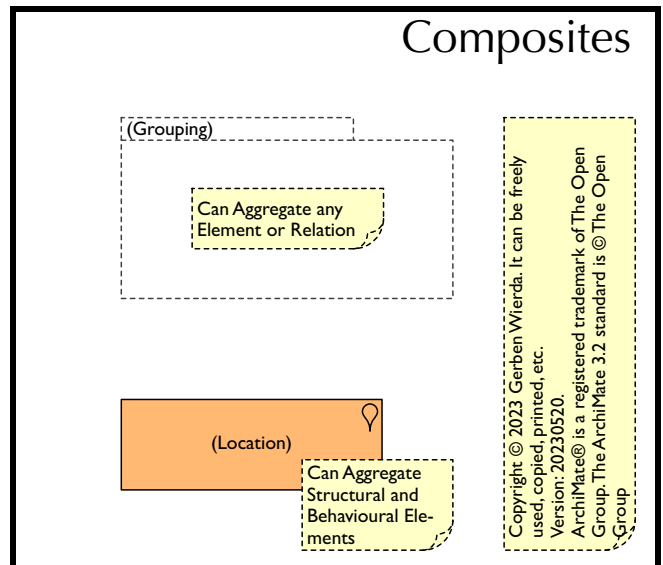 Composites
(Grouping)
Can Aggregate any
Element or Relation
(Location)
Can Aggregate
Structural and
Behavioural Ele-
ments
Copyright © 2023 Gerben Wierda. It can be freely
used, copied, printed, etc.
Version: 20230520.
ArchiMate® is a registered trademark of The Open
Group. The ArchiMate 3.2 standard is © The Open
Group